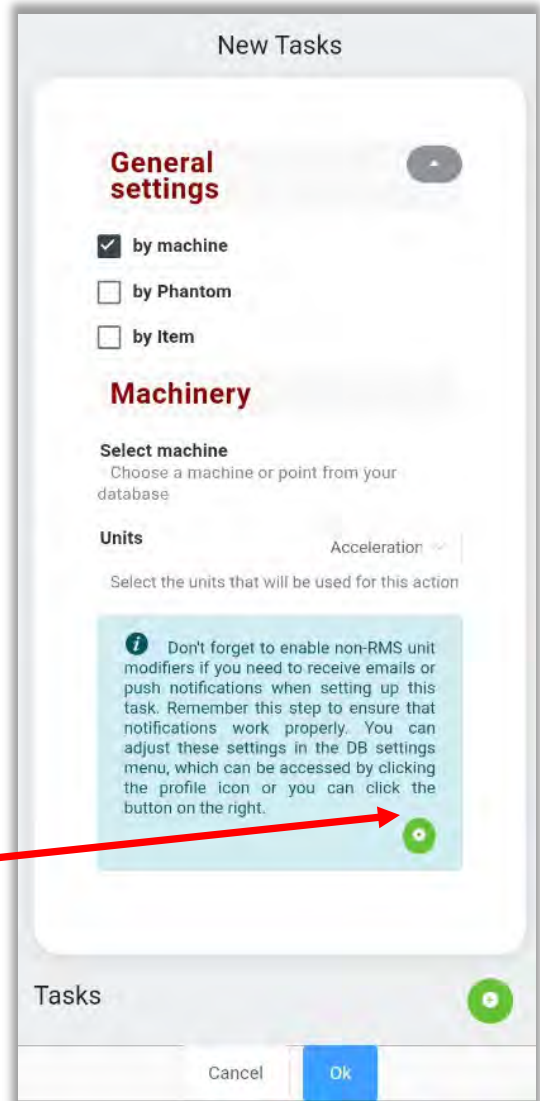 New Tasks
General
settings
by machine
by Phantom
by Item
Machinery
Select machine
Choose a machine or point from your
database
Units
Acceleration
Select the units that will be used for this action
Don't forget to enable non-RMS unit
modifiers if you need to receive emails or
push notifications when setting up this
task. Remember this step to ensure that
notifications work properly. You can
adjust these settings in the DB settings
menu, which can be accessed by clicking
the profile icon or you can click the
button on the right.
Tasks
Cancel
Ok